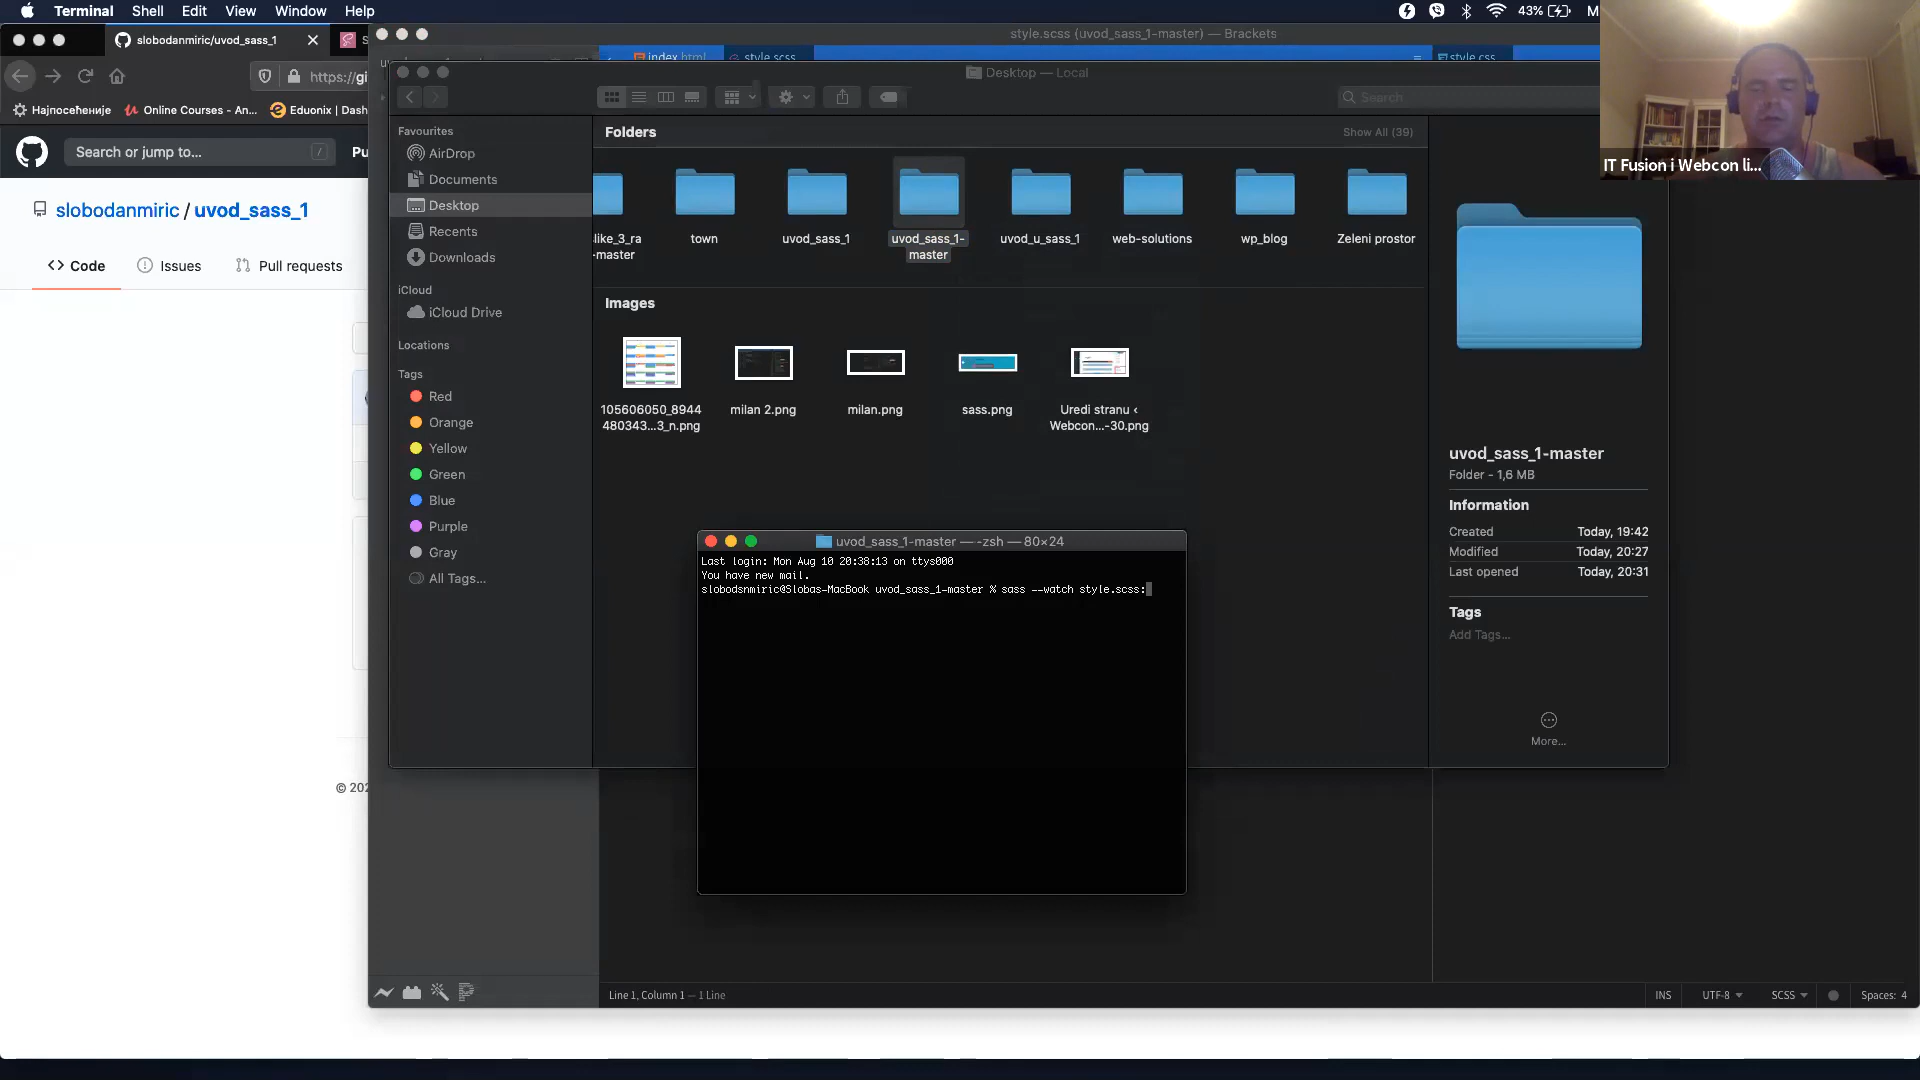 Terminal Shell Edit View Window Help
43%
slobodanmiric/uvod_sass_1
style.scss (uvod_sass_1-master) — Brackets
index.html
style.scss
style.css
https://gi
Најпосећеније
Online Courses - An...
Eduonix | Dash
Search or jump to...
/
slobodanmiric / uvod_sass_1
Code
Issues
Pull requests
© 202
Desktop — Local
Search
Favourites
AirDrop
Documents
Desktop
Recents
Downloads
iCloud
iCloud Drive
Locations
Tags
Red
Orange
Yellow
Green
Blue
Purple
Gray
All Tags...
Folders
Show All (39)
like_3_ra
-master
town
uvod_sass_1
uvod_sass_1-
master
uvod_u_sass_1
web-solutions
wp_blog
Zeleni prostor
Images
105606050_8944
480343...3_n.png
milan 2.png
milan.png
sass.png
Uredi stranu ‹
Webcon...-30.png
uvod_sass_1-master
Folder - 1,6 MB
Information
Created Today, 19:42
Modified Today, 20:27
Last opened Today, 20:31
Tags
Add Tags...
More...
uvod_sass_1-master — -zsh — 80×24
Last login: Mon Aug 10 20:38:13 on ttys000
You have new mail.
slobodsnmiric@Slobas-MacBook uvod_sass_1-master % sass --watch style.scss:
Line 1, Column 1 — 1 Line
INS
UTF-8
SCSS
Spaces: 4
IT Fusion i Webcon li...